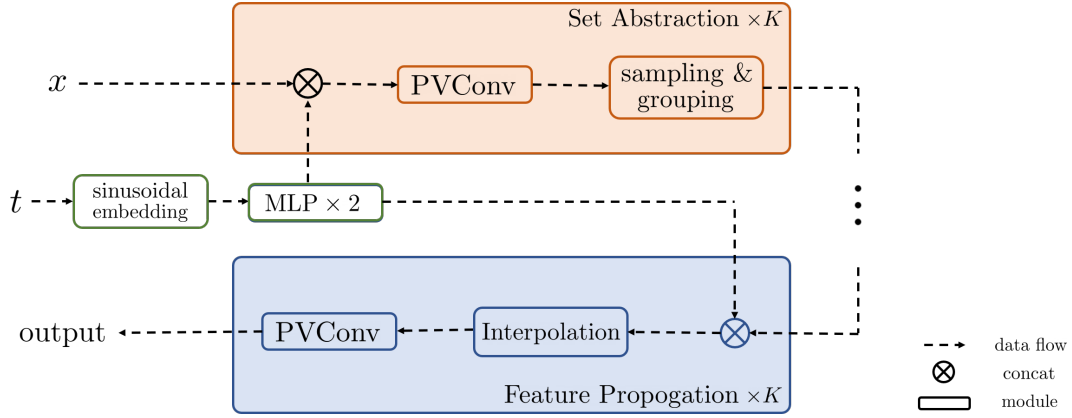 Set Abstraction ×K
x
PVConv
sampling &
grouping
t
sinusoidal
embedding
MLP × 2
output
PVConv
Interpolation
Feature Propogation ×K
data flow
concat
module